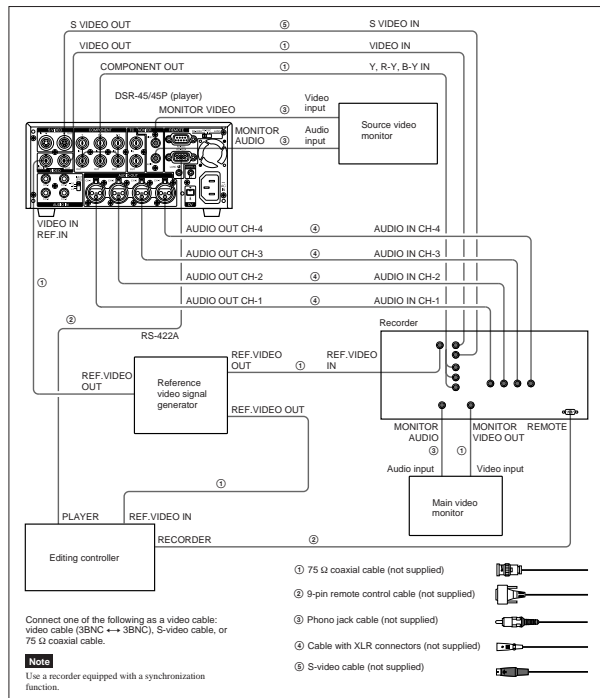 S VIDEO OUT ⑤ S VIDEO IN
VIDEO OUT ① VIDEO IN
COMPONENT OUT ① Y, R-Y, B-Y IN
DSR-45/45P (player)
MONITOR VIDEO ③ Video input
MONITOR AUDIO ③ Audio input
Source video
monitor
VIDEO IN
REF.IN
AUDIO OUT CH-4 ④ AUDIO IN CH-4
AUDIO OUT CH-3 ④ AUDIO IN CH-3
AUDIO OUT CH-2 ④ AUDIO IN CH-2
AUDIO OUT CH-1 ④ AUDIO IN CH-1
①
②
RS-422A
Recorder
REF.VIDEO
OUT
Reference
video signal
generator
REF.VIDEO
OUT
①
REF.VIDEO
IN
REF.VIDEO OUT
①
MONITOR
AUDIO
③
MONITOR
VIDEO OUT
①
REMOTE
Audio input Video input
Main video
monitor
PLAYER REF.VIDEO IN
Editing controller
RECORDER ②
① 75 Ω coaxial cable (not supplied)
② 9-pin remote control cable (not supplied)
③ Phono jack cable (not supplied)
④ Cable with XLR connectors (not supplied)
⑤ S-video cable (not supplied)
Connect one of the following as a video cable:
video cable (3BNC ←→ 3BNC), S-video cable, or
75 Ω coaxial cable.
Note
Use a recorder equipped with a synchronization
function.